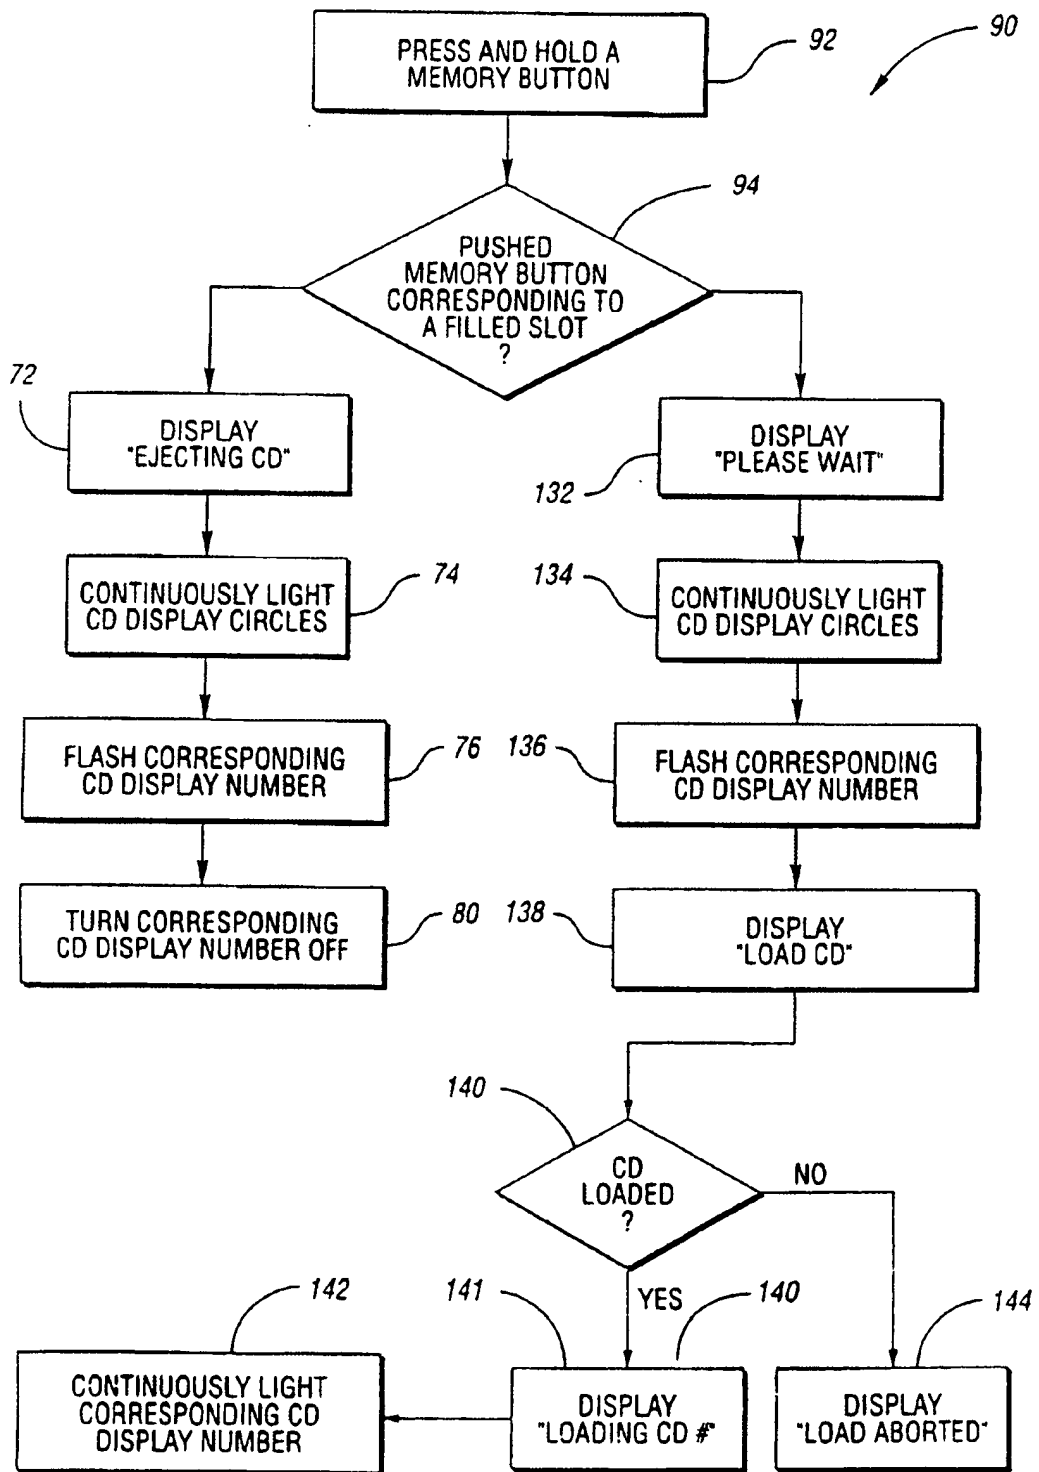 PRESS AND HOLD A
MEMORY BUTTON
92
90
94
PUSHED
MEMORY BUTTON
CORRESPONDING TO
A FILLED SLOT
?
72
DISPLAY
"EJECTING CD"
DISPLAY
"PLEASE WAIT"
132
CONTINUOUSLY LIGHT
CD DISPLAY CIRCLES
74
134
CONTINUOUSLY LIGHT
CD DISPLAY CIRCLES
FLASH CORRESPONDING
CD DISPLAY NUMBER
76
136
FLASH CORRESPONDING
CD DISPLAY NUMBER
TURN CORRESPONDING
CD DISPLAY NUMBER OFF
80
138
DISPLAY
"LOAD CD"
140
CD
LOADED
?
NO
YES
142
141
140
144
CONTINUOUSLY LIGHT
CORRESPONDING CD
DISPLAY NUMBER
DISPLAY
"LOADING CD #"
DISPLAY
"LOAD ABORTED"